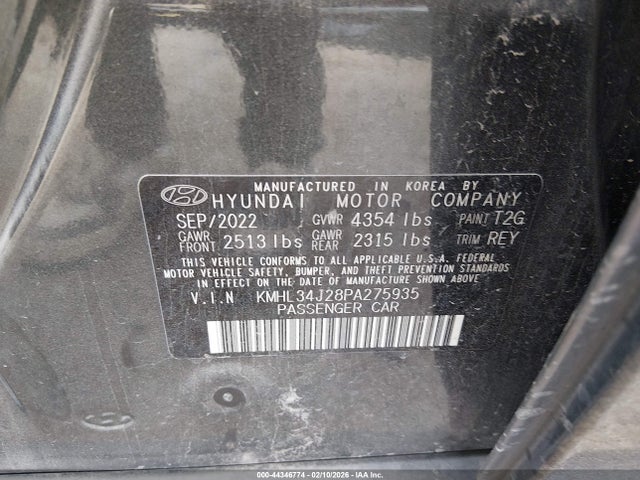 MANUFACTURED IN KOREA BY
HYUNDAI MOTOR COMPANY
SEP/2022 GVWR 4354 lbs PAINT T2G
GAWR FRONT 2513 lbs GAWR REAR 2315 lbs TRIM REY
THIS VEHICLE CONFORMS TO ALL APPLICABLE U.S.A. FEDERAL
MOTOR VEHICLE SAFETY, BUMPER, AND THEFT PREVENTION STANDARDS
IN EFFECT ON THE DATE OF MANUFACTURE SHOWN ABOVE
V.I.N KMHL34J28PA275935
PASSENGER CAR
000-44346774 - 02/10/2026 - IAA Inc.